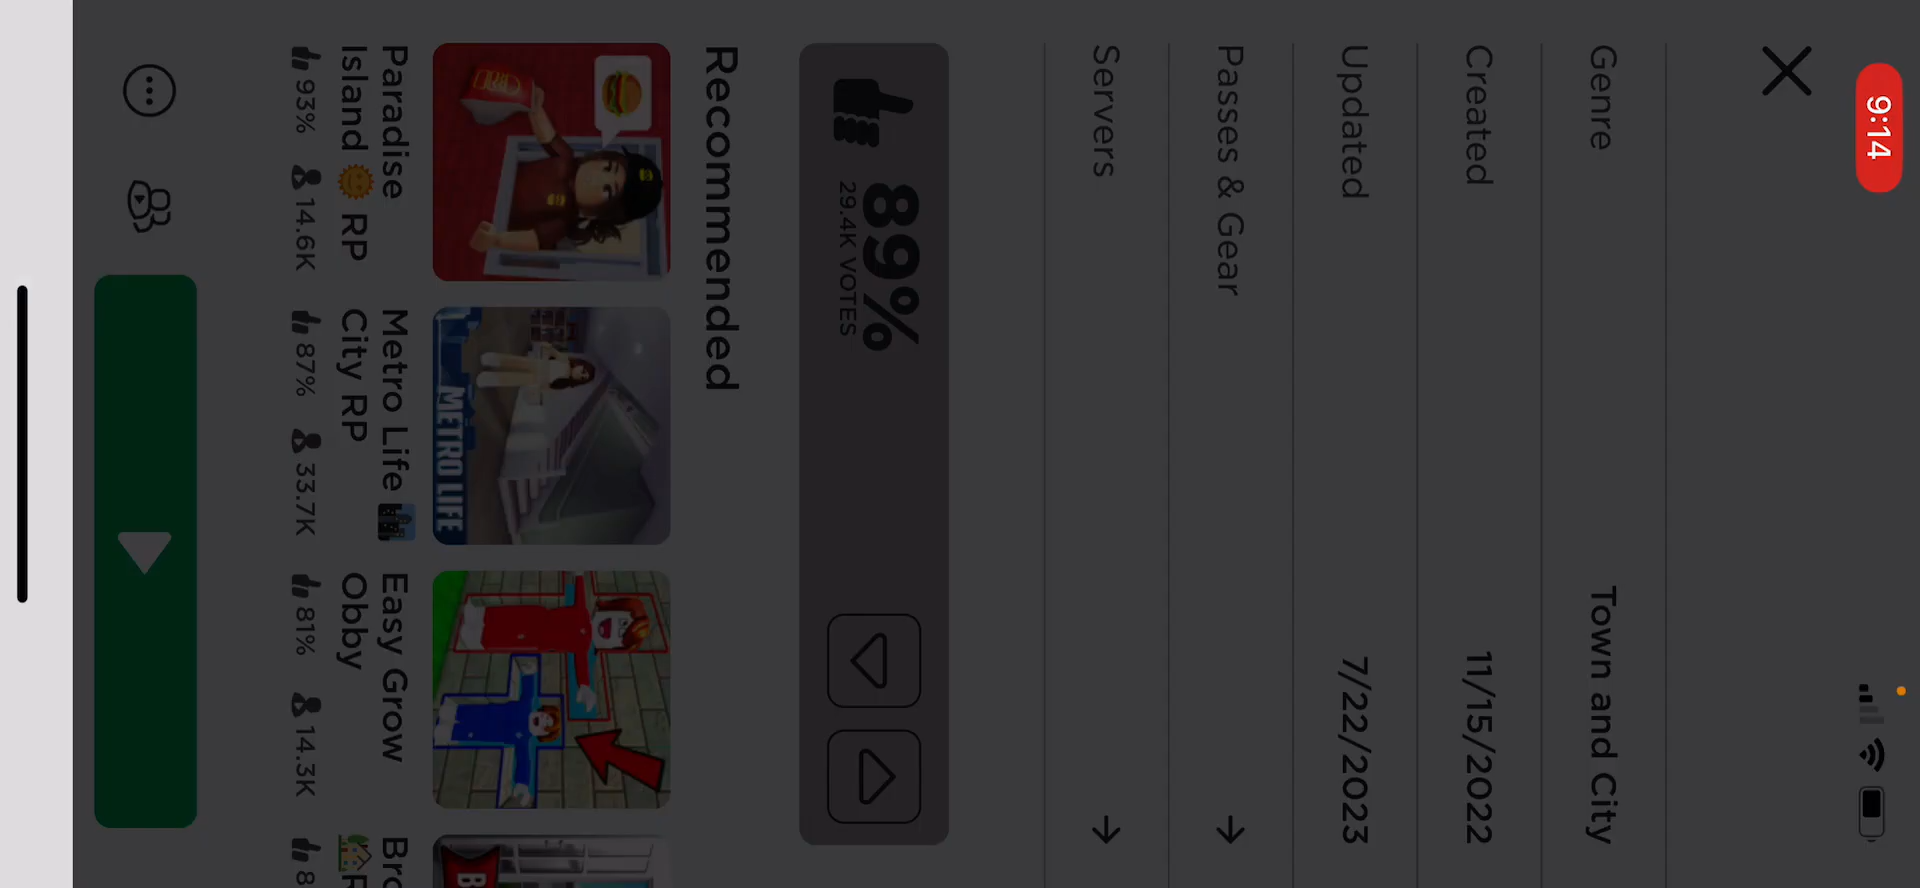 9:14
Genre
Town and City
Created
11/15/2022
Updated
7/22/2023
Passes & Gear
Servers
89%
29.4K VOTES
Recommended
METRO LIFE
Paradise
Island 🌞 RP
93% 14.6K
Metro Life 🏙️
City RP
87% 33.7K
Easy Grow
Obby
81% 14.3K
Bro
🏡R
8
B